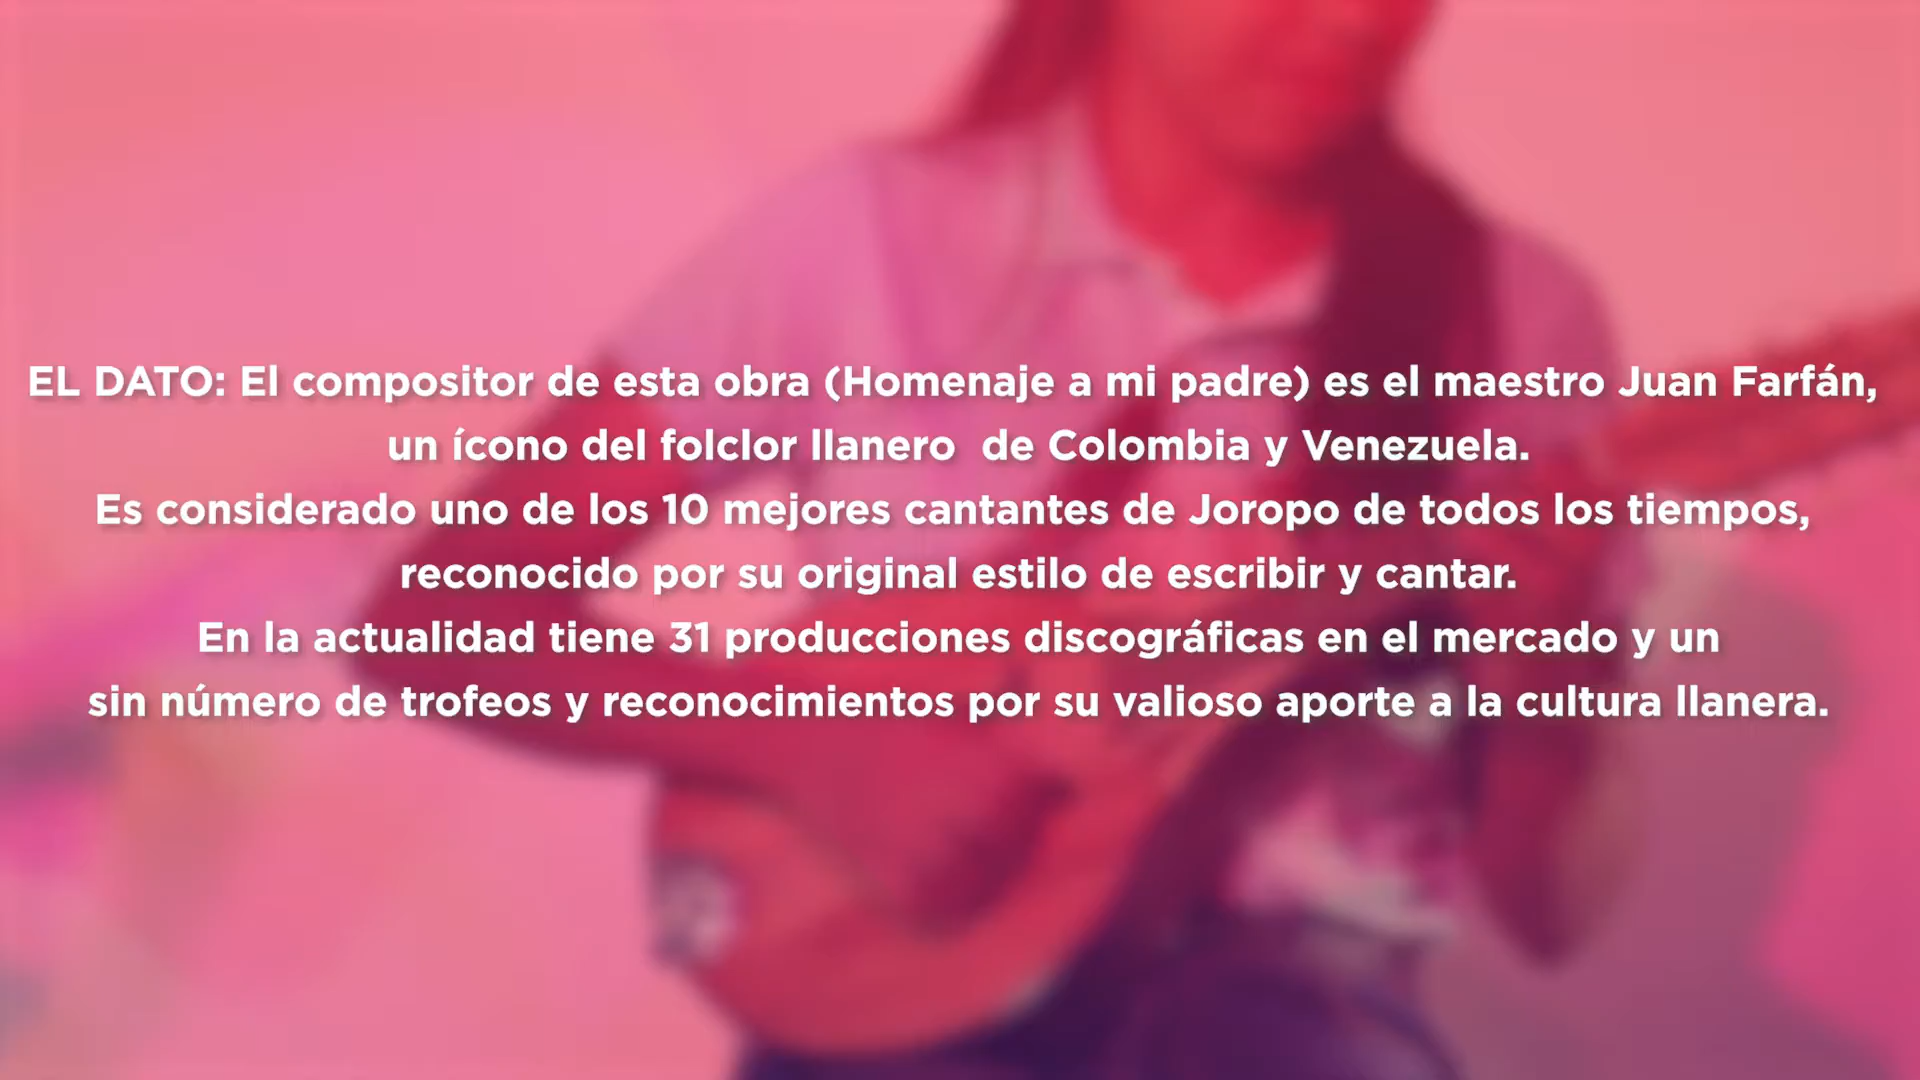 EL DATO: El compositor de esta obra (Homenaje a mi padre) es el maestro Juan Farfán,
un ícono del folclor llanero  de Colombia y Venezuela.
Es considerado uno de los 10 mejores cantantes de Joropo de todos los tiempos,
reconocido por su original estilo de escribir y cantar.
En la actualidad tiene 31 producciones discográficas en el mercado y un
sin número de trofeos y reconocimientos por su valioso aporte a la cultura llanera.